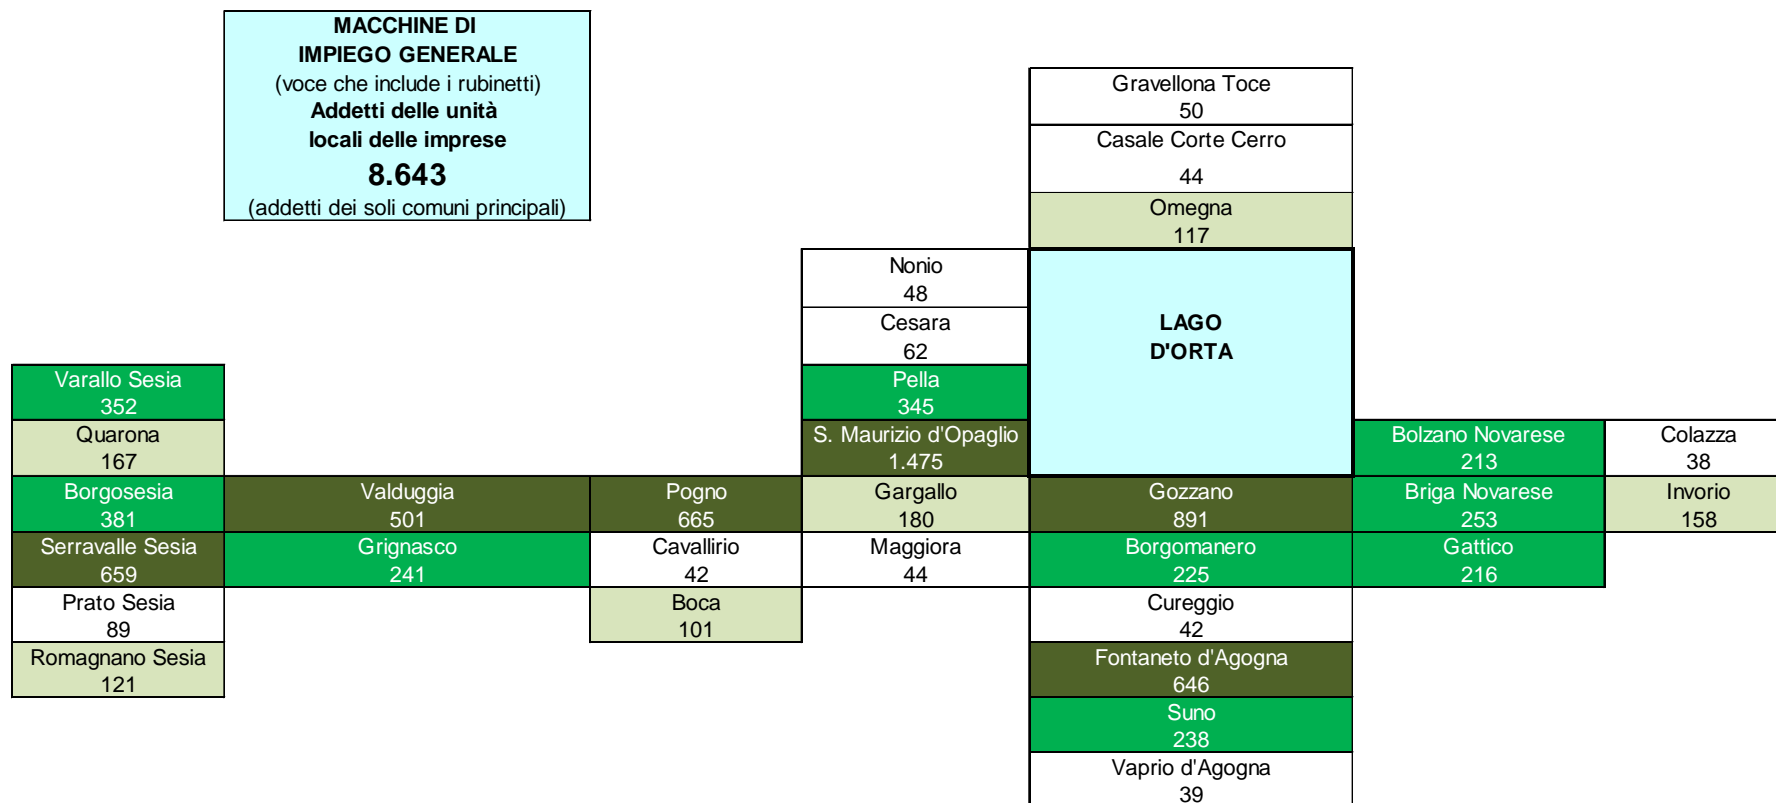 MACCHINE DI
IMPIEGO GENERALE
(voce che include i rubinetti)
Addetti delle unità
locali delle imprese
8.643
(addetti dei soli comuni principali)
Gravellona Toce
50
Casale Corte Cerro
44
Omegna
117
Nonio
48
Cesara
62
LAGO
D'ORTA
Varallo Sesia
352
Pella
345
Quarona
167
S. Maurizio d'Opaglio
1.475
Bolzano Novarese
213
Colazza
38
Borgosesia
381
Valduggia
501
Pogno
665
Gargallo
180
Gozzano
891
Briga Novarese
253
Invorio
158
Serravalle Sesia
659
Grignasco
241
Cavallirio
42
Maggiora
44
Borgomanero
225
Gattico
216
Prato Sesia
89
Boca
101
Cureggio
42
Romagnano Sesia
121
Fontaneto d'Agogna
646
Suno
238
Vaprio d'Agogna
39